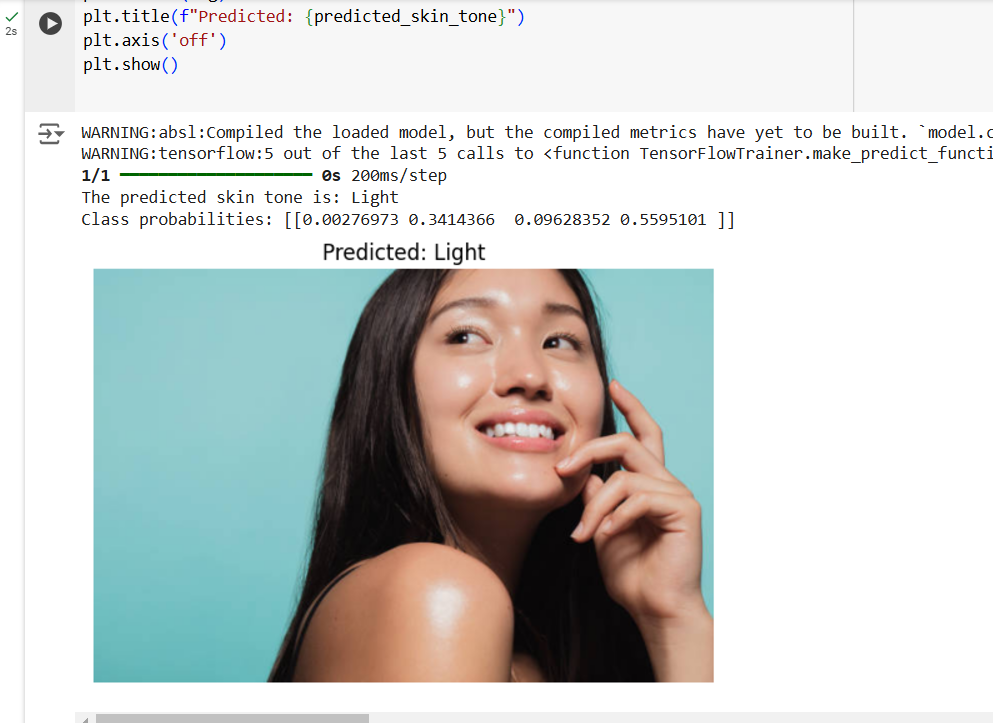 plt.title(f"Predicted: {predicted_skin_tone}")
plt.axis('off')
plt.show()
2s
WARNING:absl:Compiled the loaded model, but the compiled metrics have yet to be built. `model.c
WARNING:tensorflow:5 out of the last 5 calls to <function TensorFlowTrainer.make_predict_functi
1/1 0s 200ms/step
The predicted skin tone is: Light
Class probabilities: [[0.00276973 0.3414366  0.09628352 0.5595101 ]]
Predicted: Light